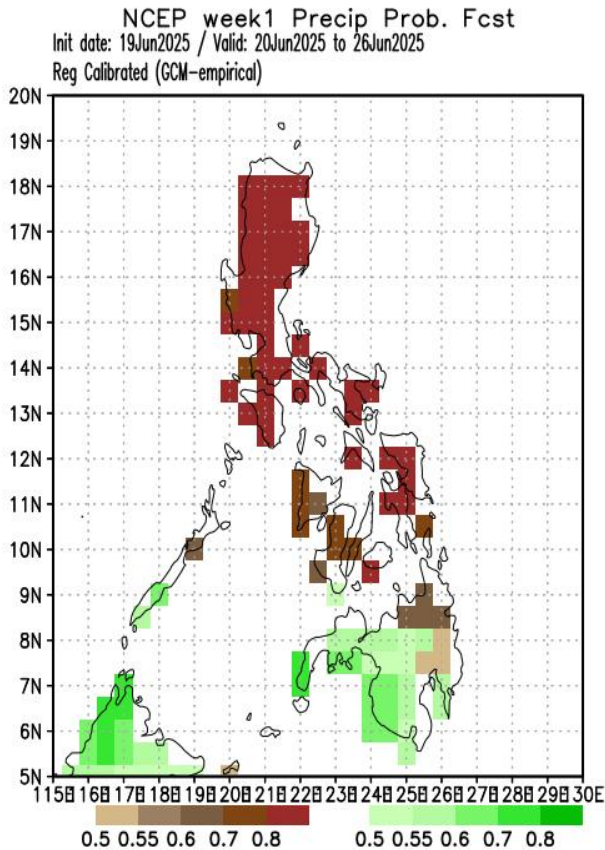 NCEP week1 Precip Prob. Fcst
Init date: 19Jun2025 / Valid: 20Jun2025 to 26Jun2025
Reg Calibrated (GCM-empirical)
20N
19N
18N
17N
16N
15N
14N
13N
12N
11N
10N
9N
8N
7N
6N
5N
115E 116E 117E 118E 119E 120E 121E 122E 123E 124E 125E 126E 127E 128E 129E 130E
0.5 0.55 0.6 0.7 0.8 0.5 0.55 0.6 0.7 0.8